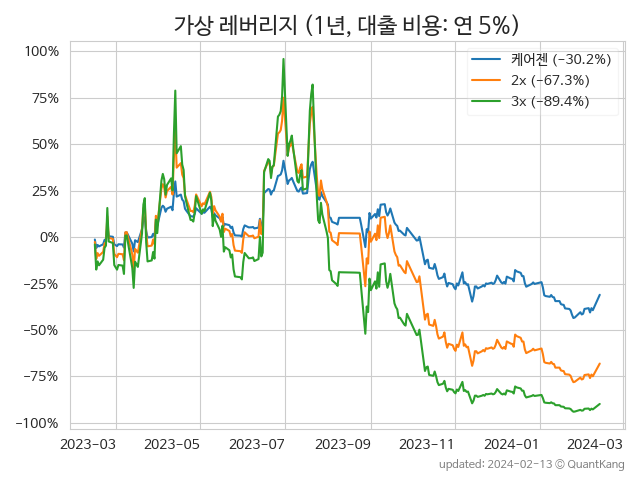 가상 레버리지 (1년, 대출 비용: 연 5%)
케어젠 (−30.2%)
2x (−67.3%)
3x (−89.4%)
100%
75%
50%
25%
0%
−25%
−50%
−75%
−100%
2023-03 2023-05 2023-07 2023-09 2023-11 2024-01 2024-03
updated: 2024-02-13 © QuantKang